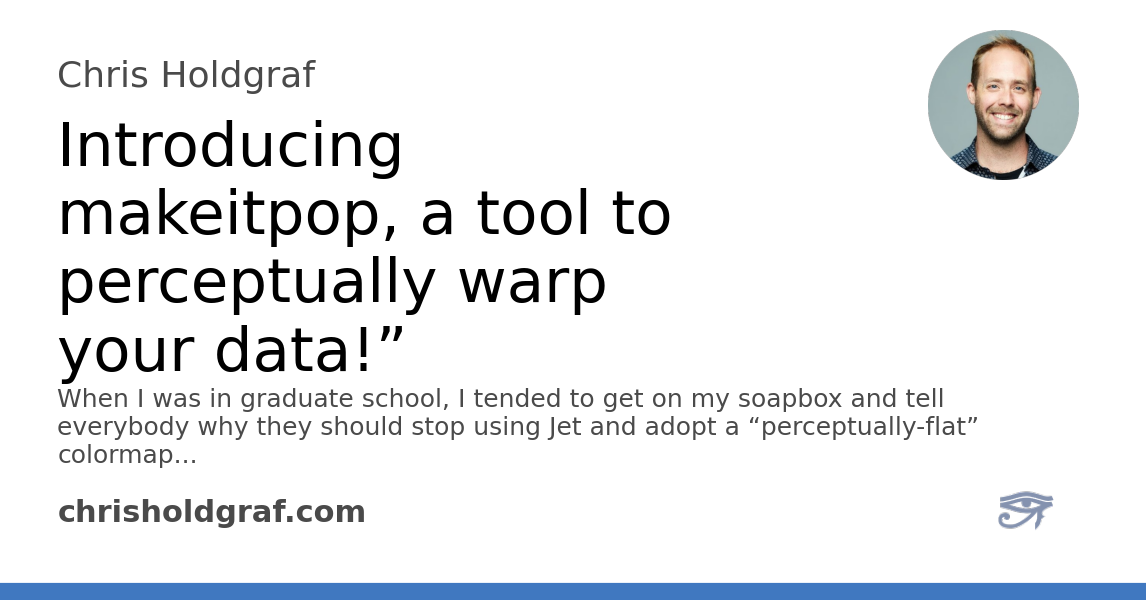 Chris Holdgraf
Introducing
makeitpop, a tool to
perceptually warp
your data!”
When I was in graduate school, I tended to get on my soapbox and tell
everybody why they should stop using Jet and adopt a “perceptually-flat”
colormap...
chrisholdgraf.com